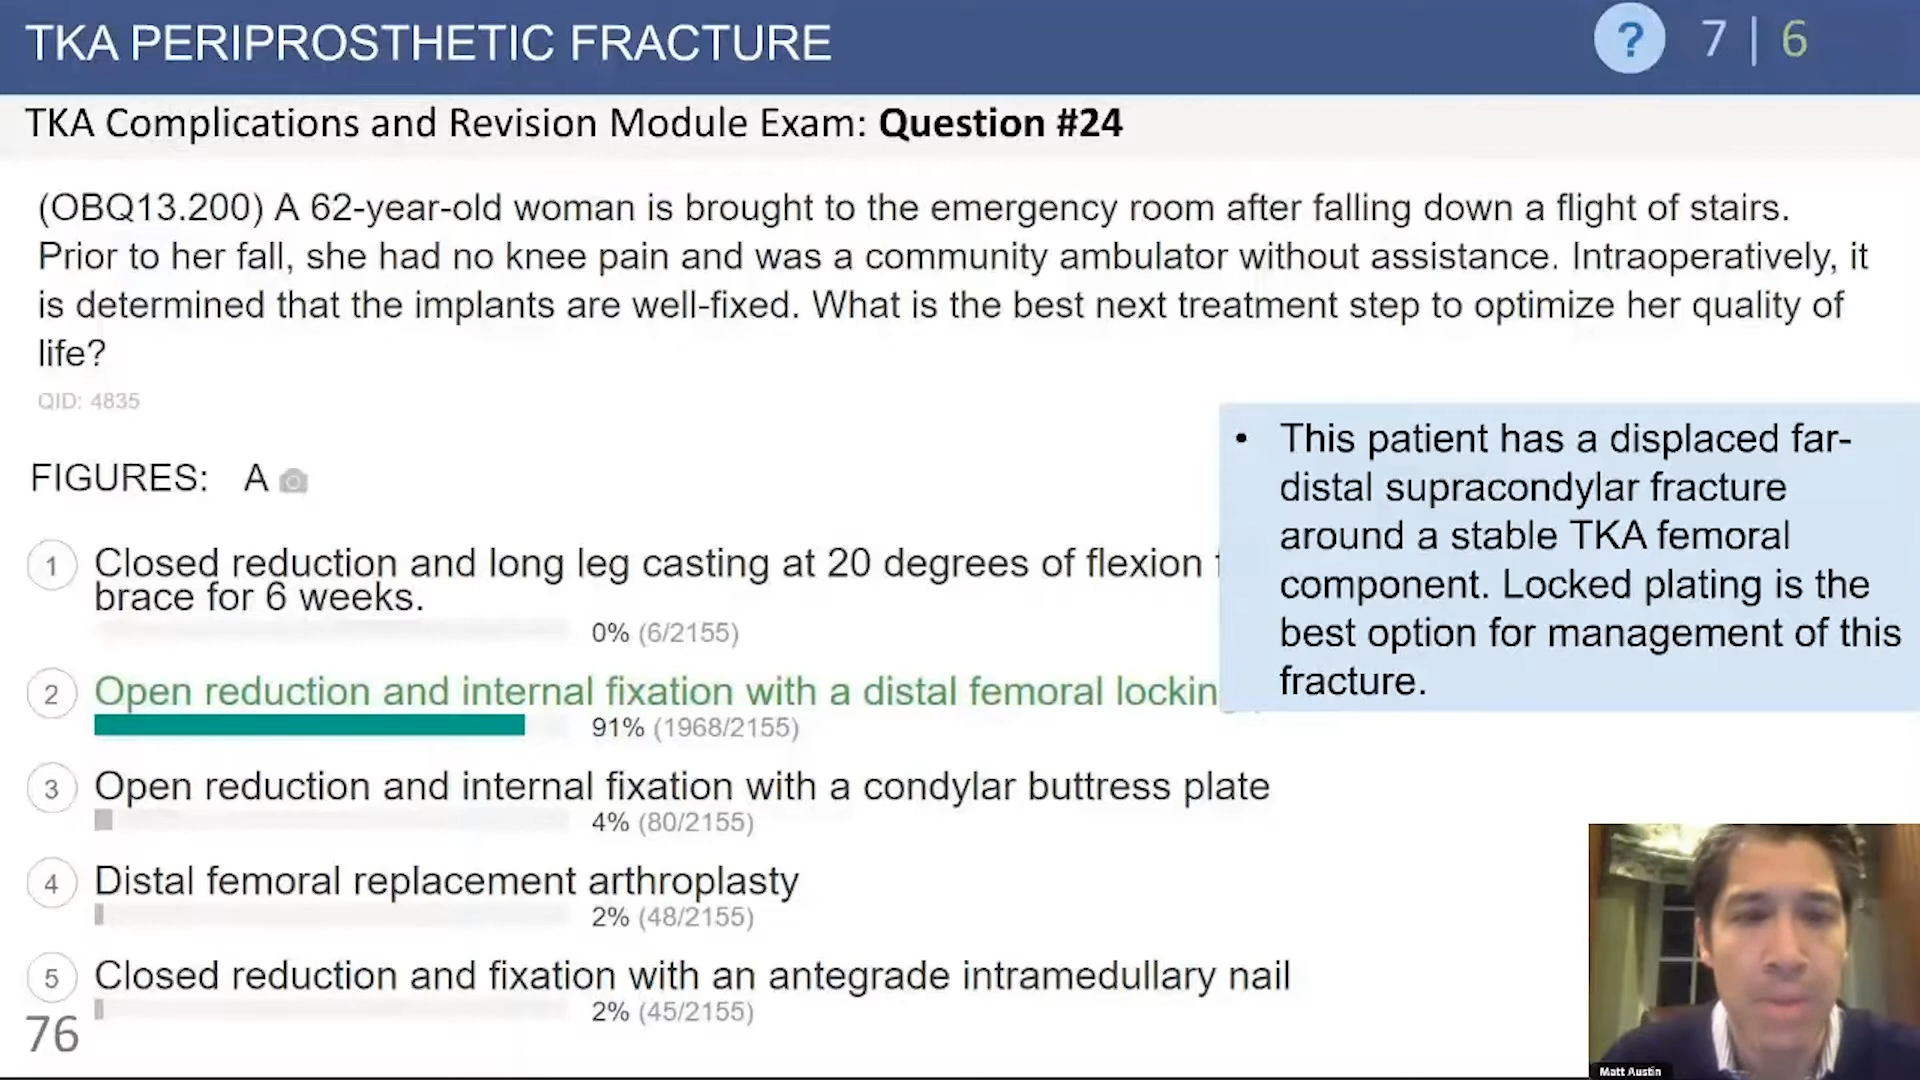 TKA PERIPROSTHETIC FRACTURE
? 7 | 6
TKA Complications and Revision Module Exam: Question #24
(OBQ13.200) A 62-year-old woman is brought to the emergency room after falling down a flight of stairs.
Prior to her fall, she had no knee pain and was a community ambulator without assistance. Intraoperatively, it
is determined that the implants are well-fixed. What is the best next treatment step to optimize her quality of
life?
QID: 4835
FIGURES: A
1 Closed reduction and long leg casting at 20 degrees of flexion
brace for 6 weeks.
0% (6/2155)
2 Open reduction and internal fixation with a distal femoral lockin
91% (1968/2155)
3 Open reduction and internal fixation with a condylar buttress plate
4% (80/2155)
4 Distal femoral replacement arthroplasty
2% (48/2155)
5 Closed reduction and fixation with an antegrade intramedullary nail
2% (45/2155)
76
• This patient has a displaced far-
distal supracondylar fracture
around a stable TKA femoral
component. Locked plating is the
best option for management of this
fracture.
Matt Austin